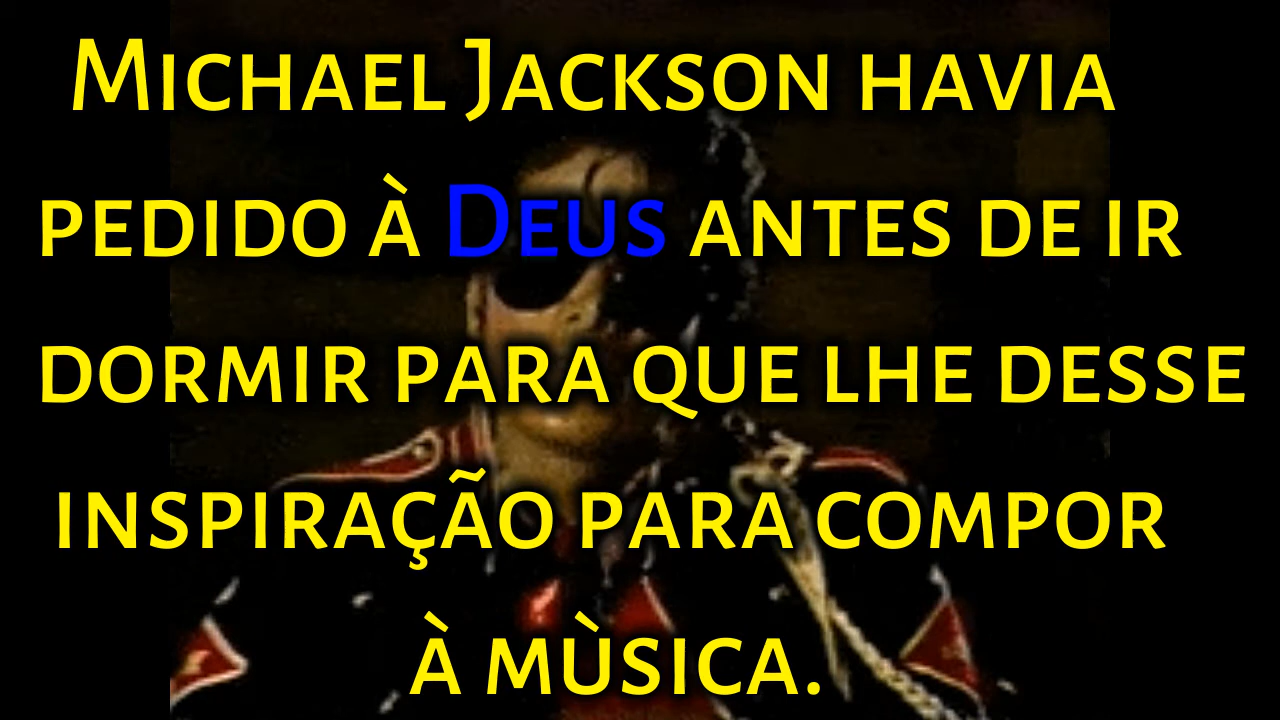 Michael Jackson havia
pedido à Deus antes de ir
dormir para que lhe desse
inspiração para compor
à mùsica.